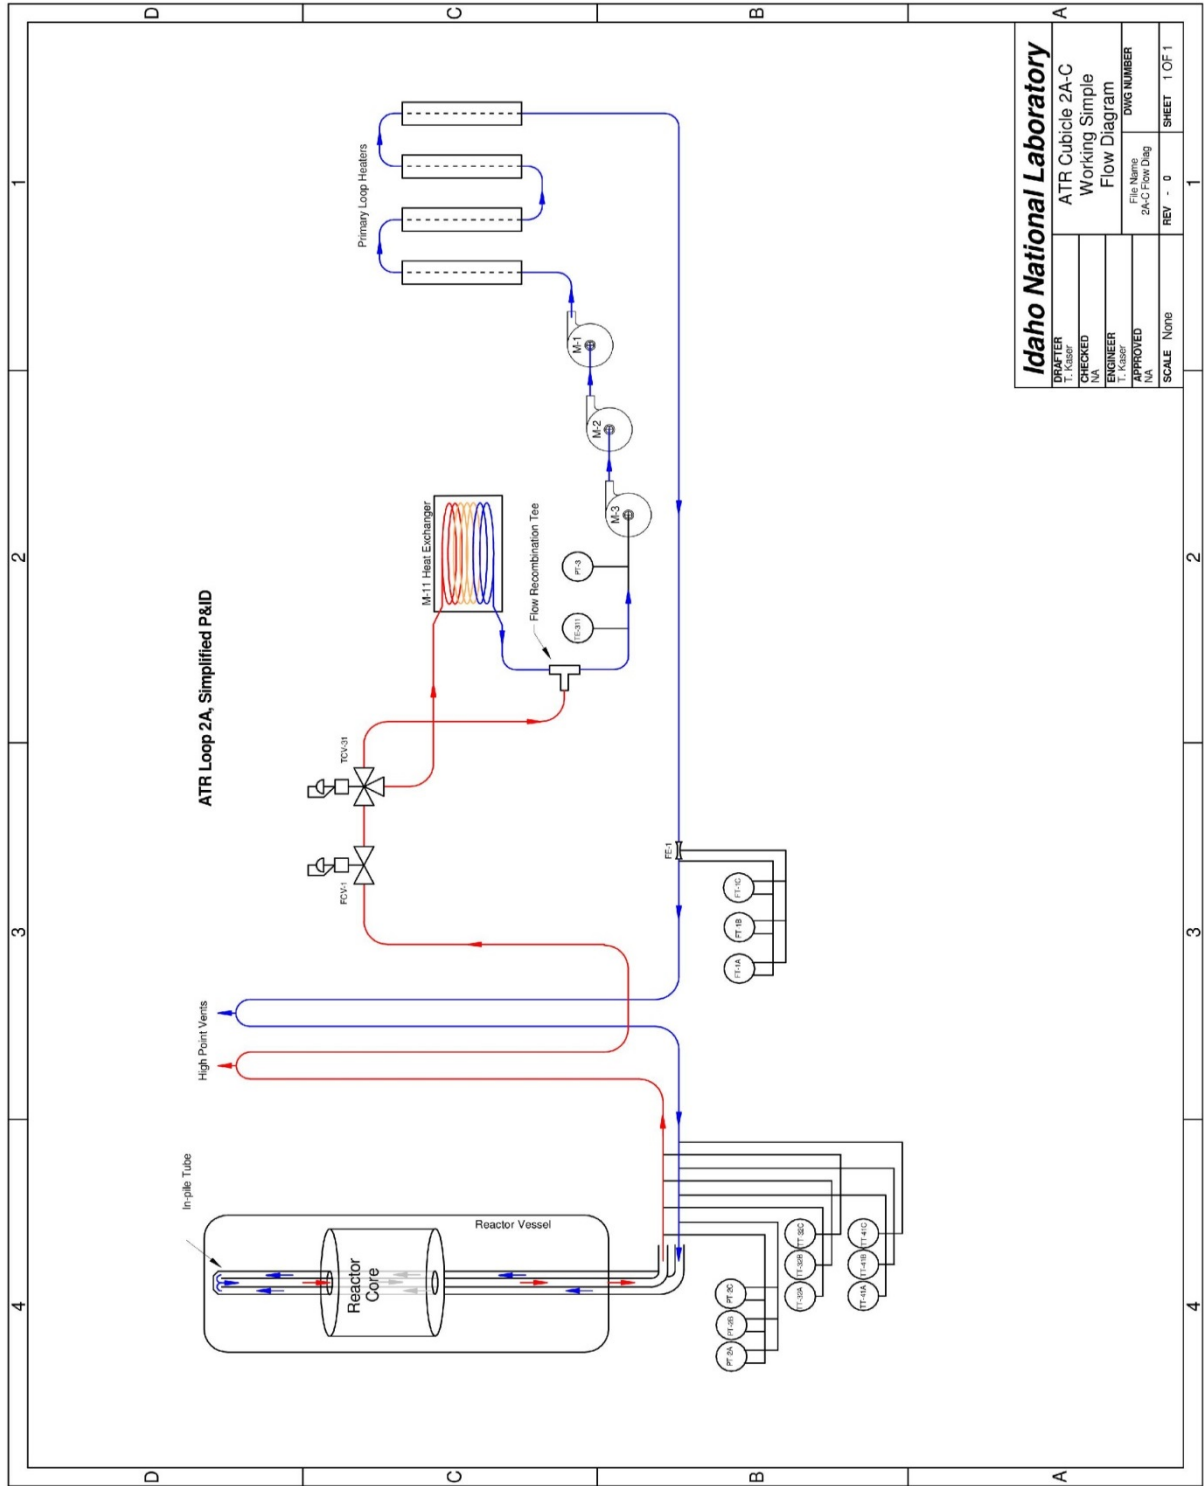 D
C
B
A
4
3
2
1
ATR Loop 2A, Simplified P&ID
In-pile Tube
Reactor Vessel
Reactor
Core
High Point Vents
FCV-1
TCV-31
M-11 Heat Exchanger
Flow Recombination Tee
TE-311
PT-3
M-3
M-2
M-1
Primary Loop Heaters
FE-1
FT-1A
FT-1B
FT-1C
PT-2A
PT-2B
PT-2C
TT-32A
TT-32B
TT-32C
TT-41A
TT-41B
TT-41C
Idaho National Laboratory
DRAFTER
T. Kaser
CHECKED
NA
ENGINEER
T. Kaser
APPROVED
NA
SCALE None
ATR Cubicle 2A-C
Working Simple
Flow Diagram
File Name
2A-C Flow Diag
DWG NUMBER
REV - 0
SHEET 1 OF 1
4
3
2
1
D
C
B
A